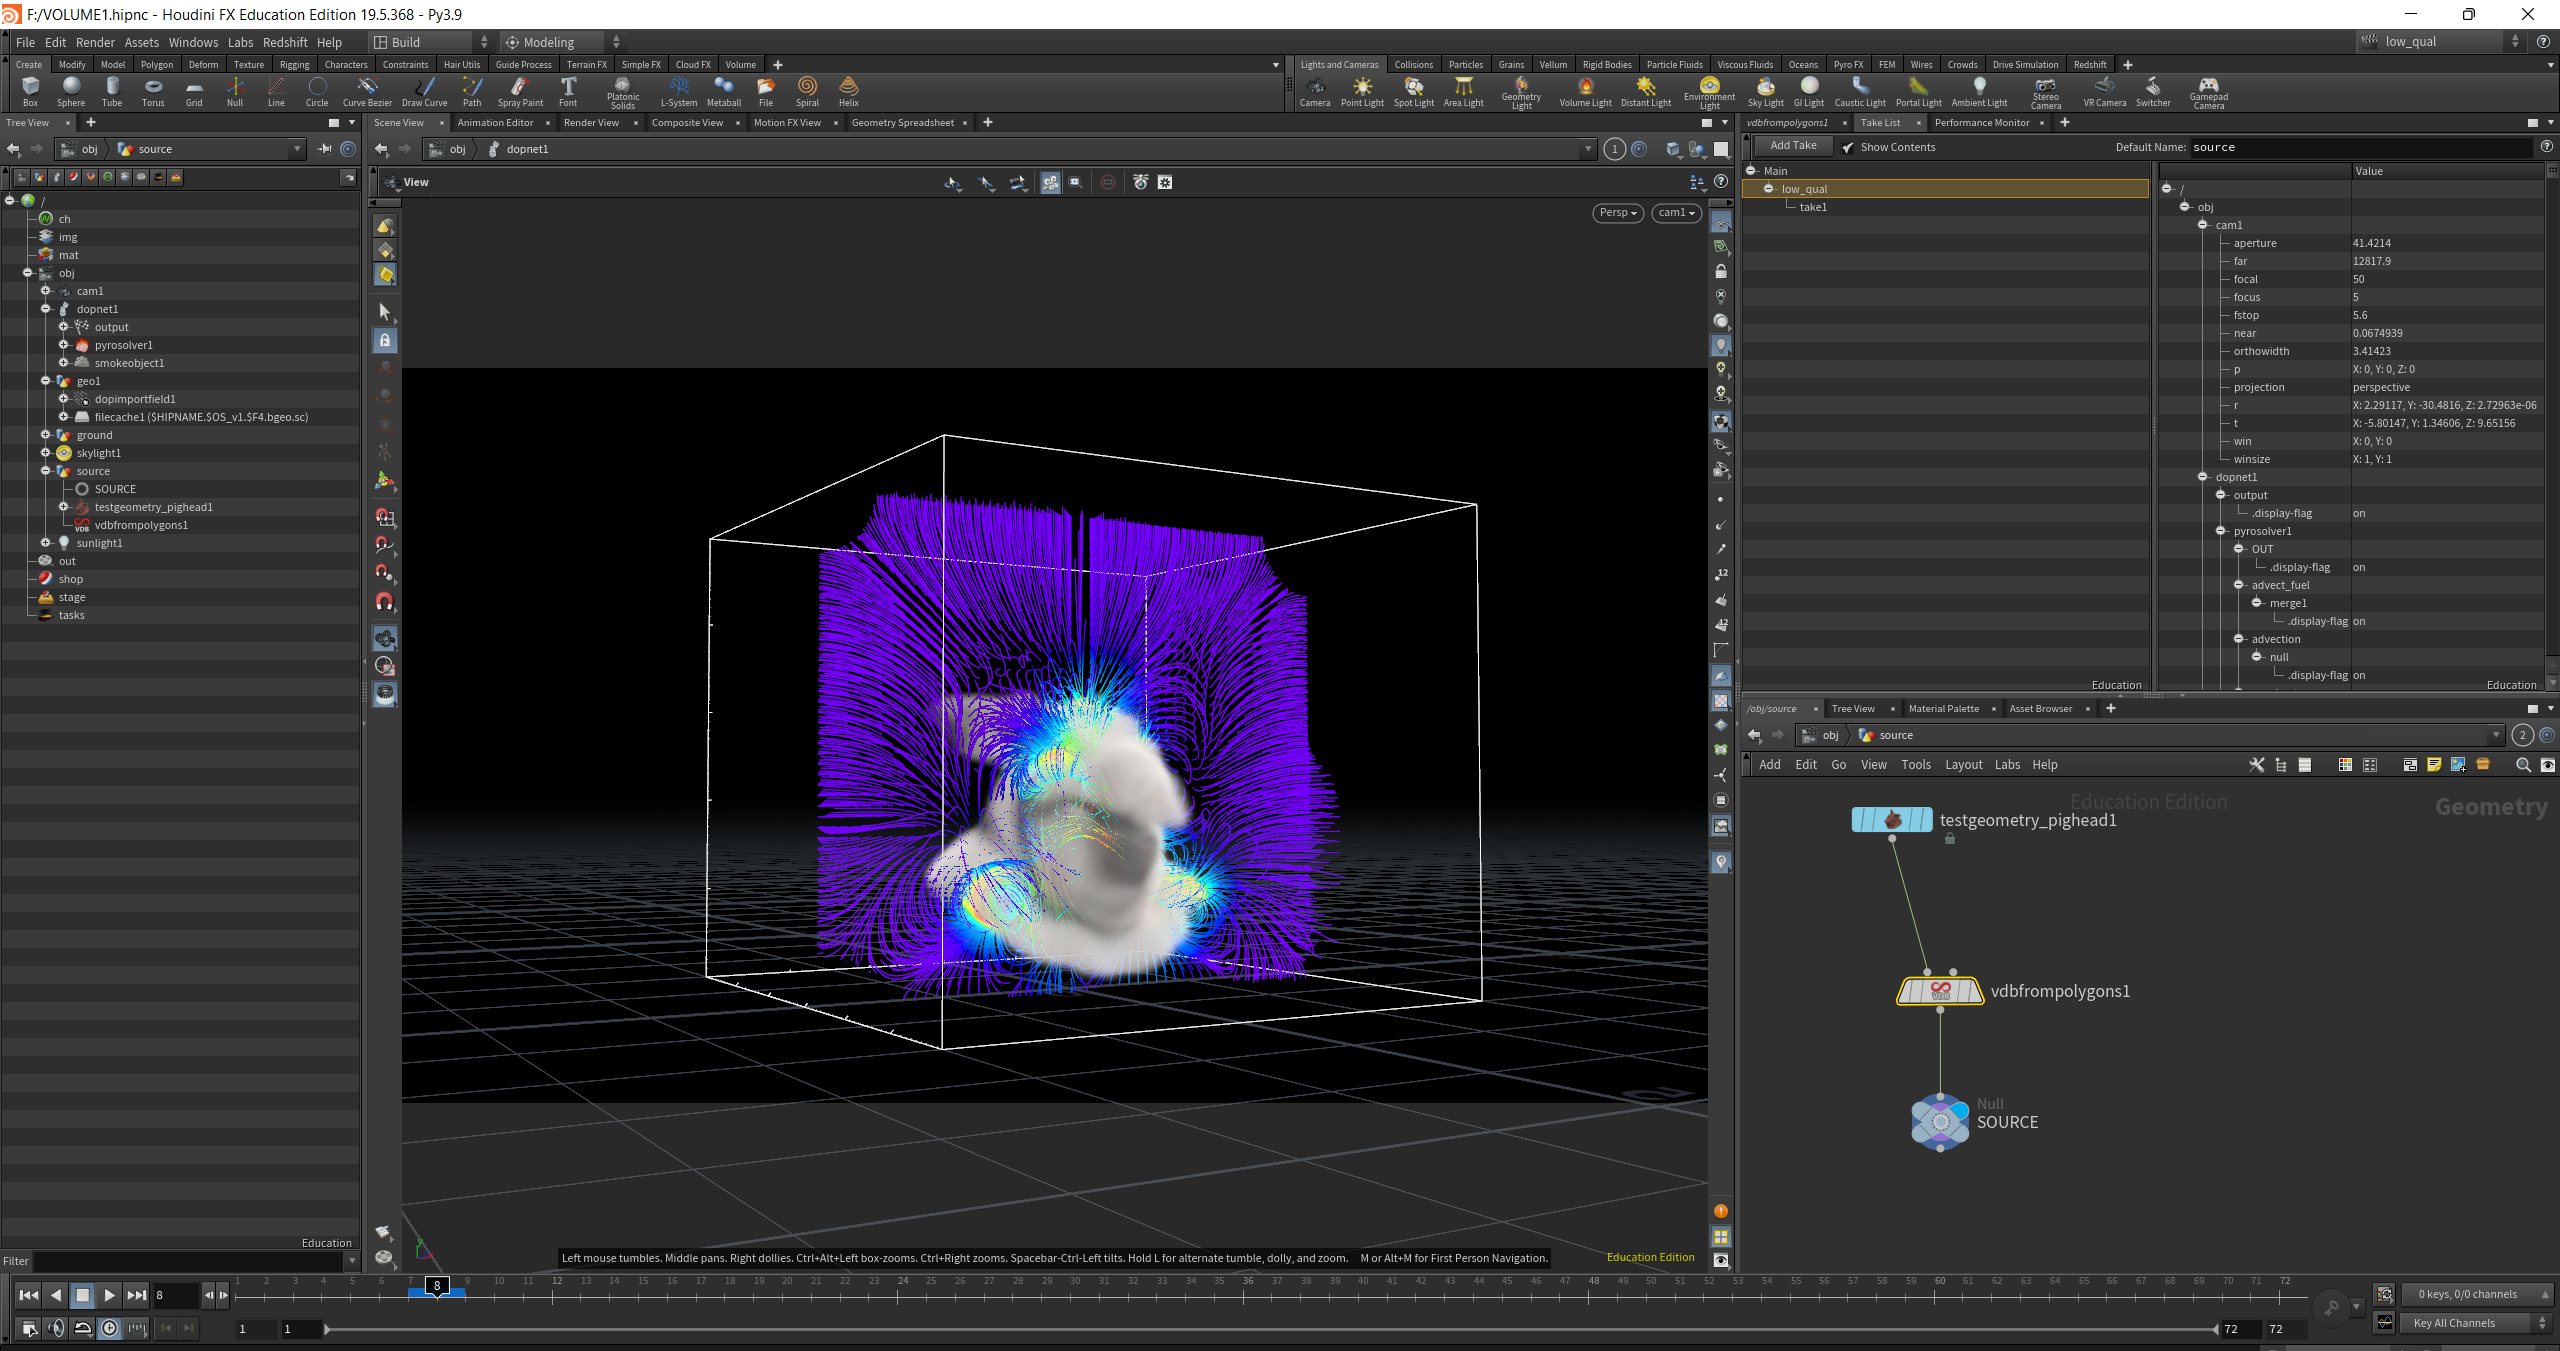 F:/VOLUME1.hipnc - Houdini FX Education Edition 19.5.368 - Py3.9
File Edit Render Assets Windows Labs Redshift Help Build Modeling low_qual
Create Modify Model Polygon Deform Texture Rigging Characters Constraints Hair Utils Guide Process Terrain FX Simple FX Cloud FX Volume
Lights and Cameras Collisions Particles Grains Vellum Rigid Bodies Particle Fluids Viscous Fluids Oceans Pyro FX FEM Wires Crowds Drive Simulation Redshift
Box Sphere Tube Torus Grid Null Line Circle Curve Bezier Draw Curve Path Spray Paint Font Platonic Solids L-System Metaball File Spiral Helix
Camera Point Light Spot Light Area Light Geometry Light Volume Light Distant Light Environment Light Sky Light GI Light Caustic Light Portal Light Ambient Light Stereo Camera VR Camera Switcher Gamepad Camera
Tree View
obj source
/
ch
img
mat
obj
cam1
dopnet1
output
pyrosolver1
smokeobject1
geo1
dopimportfield1
filecache1 ($HIPNAME.$OS_v1.$F4.bgeo.sc)
ground
skylight1
source
SOURCE
testgeometry_pighead1
vdbfrompolygons1
sunlight1
out
shop
stage
tasks
Education
Filter
Scene View Animation Editor Render View Composite View Motion FX View Geometry Spreadsheet
obj dopnet1 1
View
Persp cam1
12
12
Left mouse tumbles. Middle pans. Right dollies. Ctrl+Alt+Left box-zooms. Ctrl+Right zooms. Spacebar-Ctrl-Left tilts. Hold L for alternate tumble, dolly, and zoom. M or Alt+M for First Person Navigation.
Education Edition
vdbfrompolygons1 Take List Performance Monitor
Add Take Show Contents Default Name: source
Main
low_qual
take1
Education
Value
/
obj
cam1
aperture 41.4214
far 12817.9
focal 50
focus 5
fstop 5.6
near 0.0674939
orthowidth 3.41423
p X: 0, Y: 0, Z: 0
projection perspective
r X: 2.29117, Y: -30.4816, Z: 2.72963e-06
t X: -5.80147, Y: 1.34606, Z: 9.65156
win X: 0, Y: 0
winsize X: 1, Y: 1
dopnet1
output
.display-flag on
pyrosolver1
OUT
.display-flag on
advect_fuel
merge1
.display-flag on
advection
null
.display-flag on
Education
/obj/source Tree View Material Palette Asset Browser
obj source 2
Add Edit Go View Tools Layout Labs Help
Education Edition Geometry
testgeometry_pighead1
vdbfrompolygons1
VDB
Null
SOURCE
1 2 3 4 5 6 7 8 9 10 11 12 13 14 15 16 17 18 19 20 21 22 23 24 25 26 27 28 29 30 31 32 33 34 35 36 37 38 39 40 41 42 43 44 45 46 47 48 49 50 51 52 53 54 55 56 57 58 59 60 61 62 63 64 65 66 67 68 69 70 71 72
8
0 keys, 0/0 channels
1 1 72 72
Key All Channels